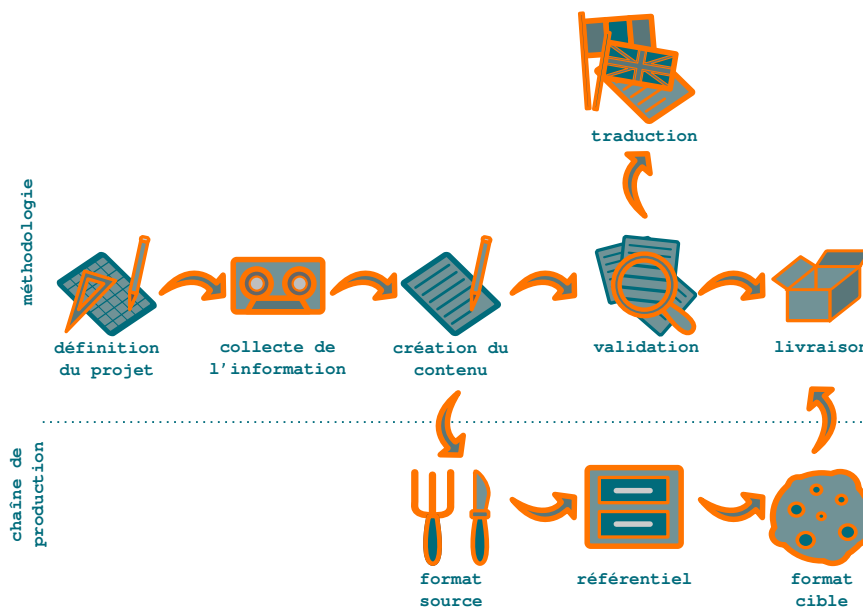 traduction
méthodologie
définition
du projet
collecte de
l'information
création du
contenu
validation
livraison
chaîne de
production
format
source
référentiel
format
cible